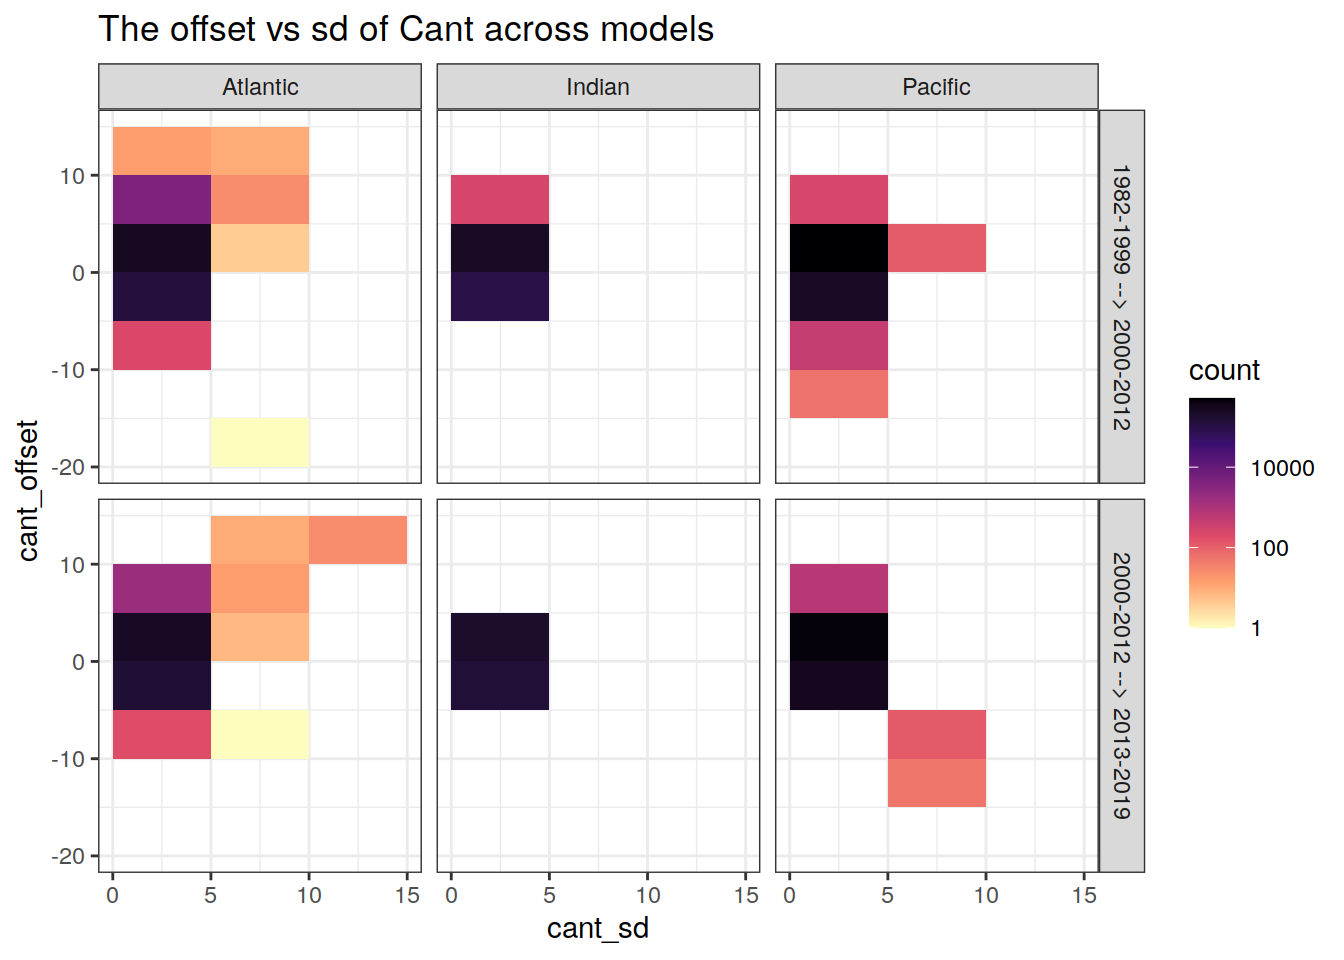 The offset vs sd of Cant across models
Atlantic
Indian
Pacific
10
0
-10
-20
1982-1999 --> 2000-2012
10
0
-10
-20
2000-2012 --> 2013-2019
cant_offset
0 5 10 15
0 5 10 15
0 5 10 15
cant_sd
count
10000
100
1